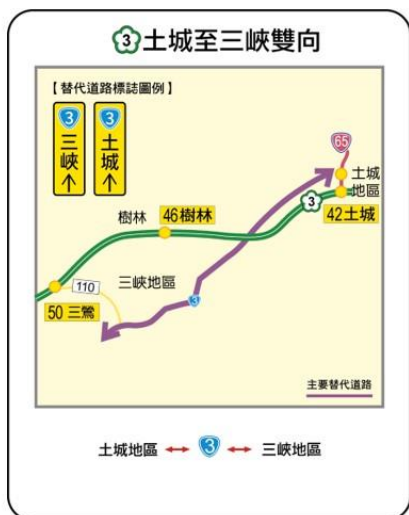 3 土城至三峽雙向
【替代道路標誌圖例】
3 3
三峽↑ 土城↑
65
土城
地區
3
42土城
樹林 46樹林
110 三峽地區
3
50 三鶯
主要替代道路
土城地區 ↔ 3 ↔ 三峽地區